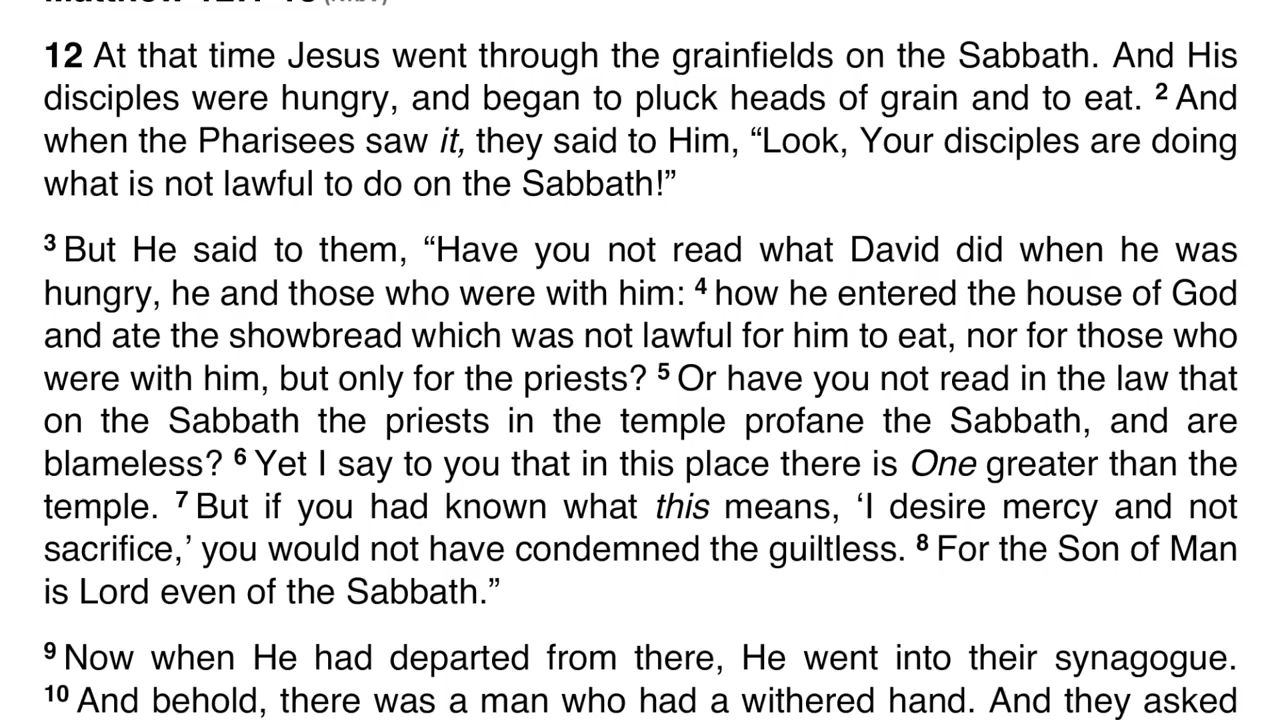 12 At that time Jesus went through the grainfields on the Sabbath. And His
disciples were hungry, and began to pluck heads of grain and to eat. 2 And
when the Pharisees saw it, they said to Him, “Look, Your disciples are doing
what is not lawful to do on the Sabbath!”
3 But He said to them, “Have you not read what David did when he was
hungry, he and those who were with him: 4 how he entered the house of God
and ate the showbread which was not lawful for him to eat, nor for those who
were with him, but only for the priests? 5 Or have you not read in the law that
on the Sabbath the priests in the temple profane the Sabbath, and are
blameless? 6 Yet I say to you that in this place there is One greater than the
temple. 7 But if you had known what this means, ‘I desire mercy and not
sacrifice,’ you would not have condemned the guiltless. 8 For the Son of Man
is Lord even of the Sabbath.”
9 Now when He had departed from there, He went into their synagogue.
10 And behold, there was a man who had a withered hand. And they asked